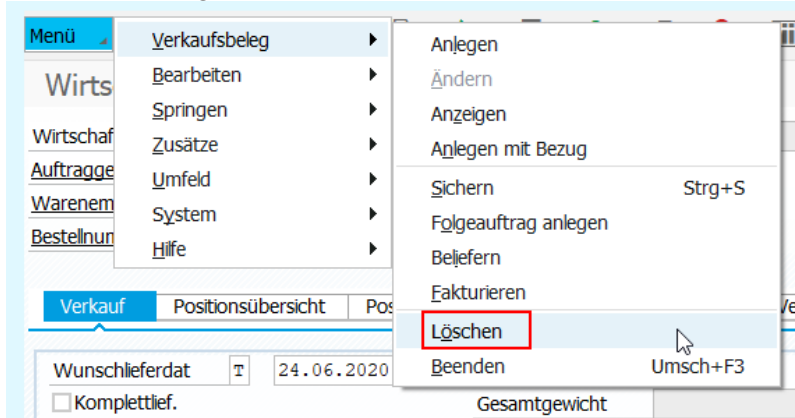 Menü
Verkaufsbeleg
Bearbeiten
Springen
Zusätze
Umfeld
System
Hilfe
Anlegen
Ändern
Anzeigen
Anlegen mit Bezug
Sichern Strg+S
Folgeauftrag anlegen
Beliefern
Fakturieren
Löschen
Beenden Umsch+F3
Wirts
Wirtschaf
Auftragge
Warenem
Bestellnum
Verkauf Positionsübersicht Pos
Wunschlieferdat T 24.06.2020
Komplettlief. Gesamtgewicht